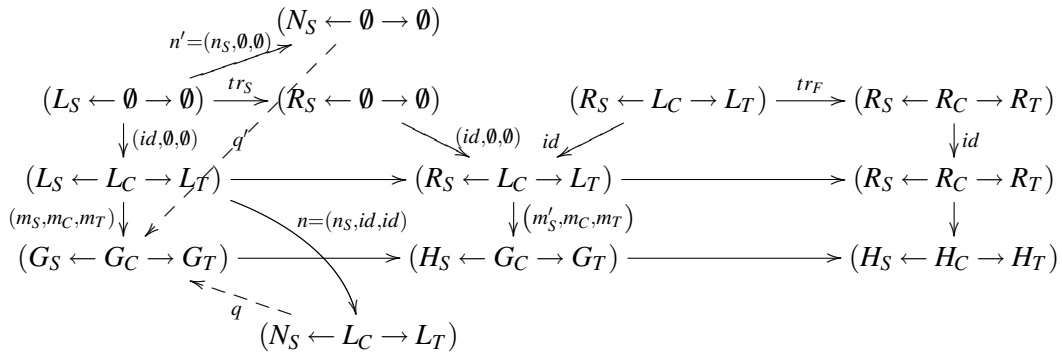 (N_S ← ∅ → ∅)
n′=(n_S,∅,∅)
(L_S ← ∅ → ∅) tr_S (R_S ← ∅ → ∅) (R_S ← L_C → L_T) tr_F (R_S ← R_C → R_T)
(id,∅,∅) q′ (id,∅,∅) id id
(L_S ← L_C → L_T) (R_S ← L_C → L_T) (R_S ← R_C → R_T)
(m_S,m_C,m_T) n=(n_S,id,id) (m′_S,m_C,m_T)
(G_S ← G_C → G_T) (H_S ← G_C → G_T) (H_S ← H_C → H_T)
q
(N_S ← L_C → L_T)